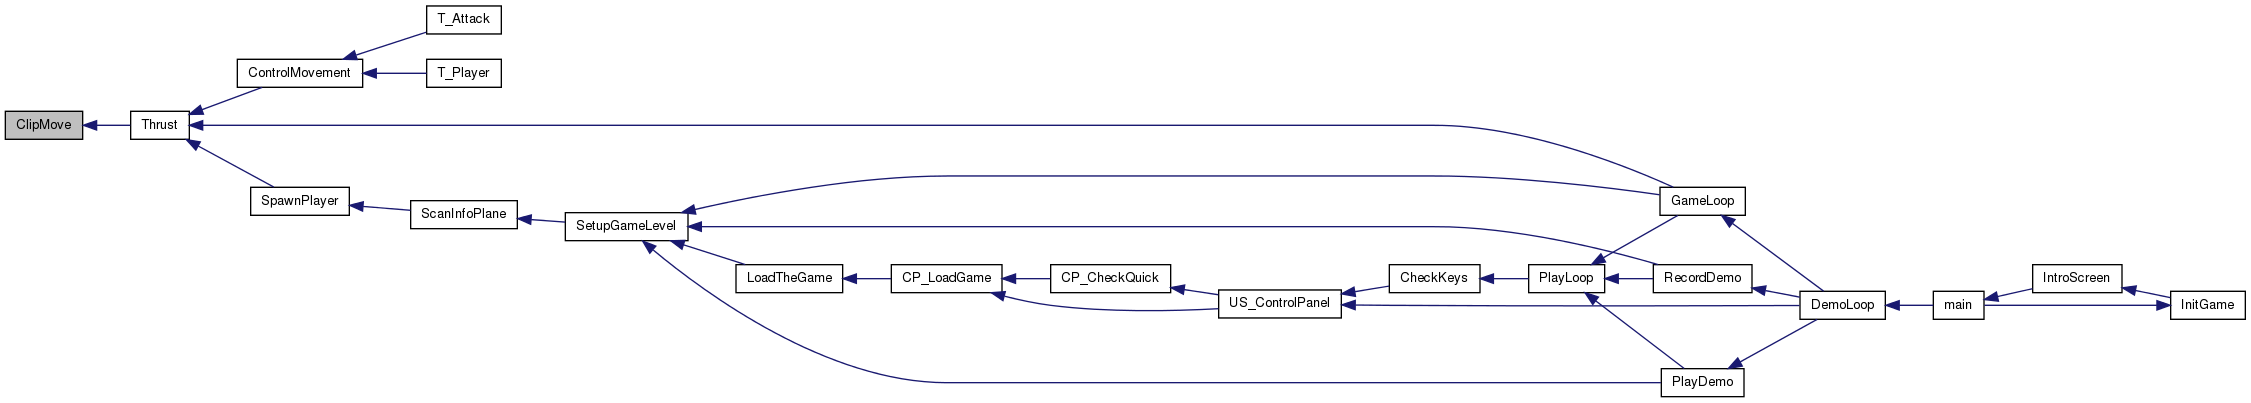 T_Attack
ControlMovement
T_Player
ClipMove
Thrust
SpawnPlayer
ScanInfoPlane
SetupGameLevel
GameLoop
LoadTheGame
CP_LoadGame
CP_CheckQuick
US_ControlPanel
CheckKeys
PlayLoop
RecordDemo
DemoLoop
main
IntroScreen
InitGame
PlayDemo